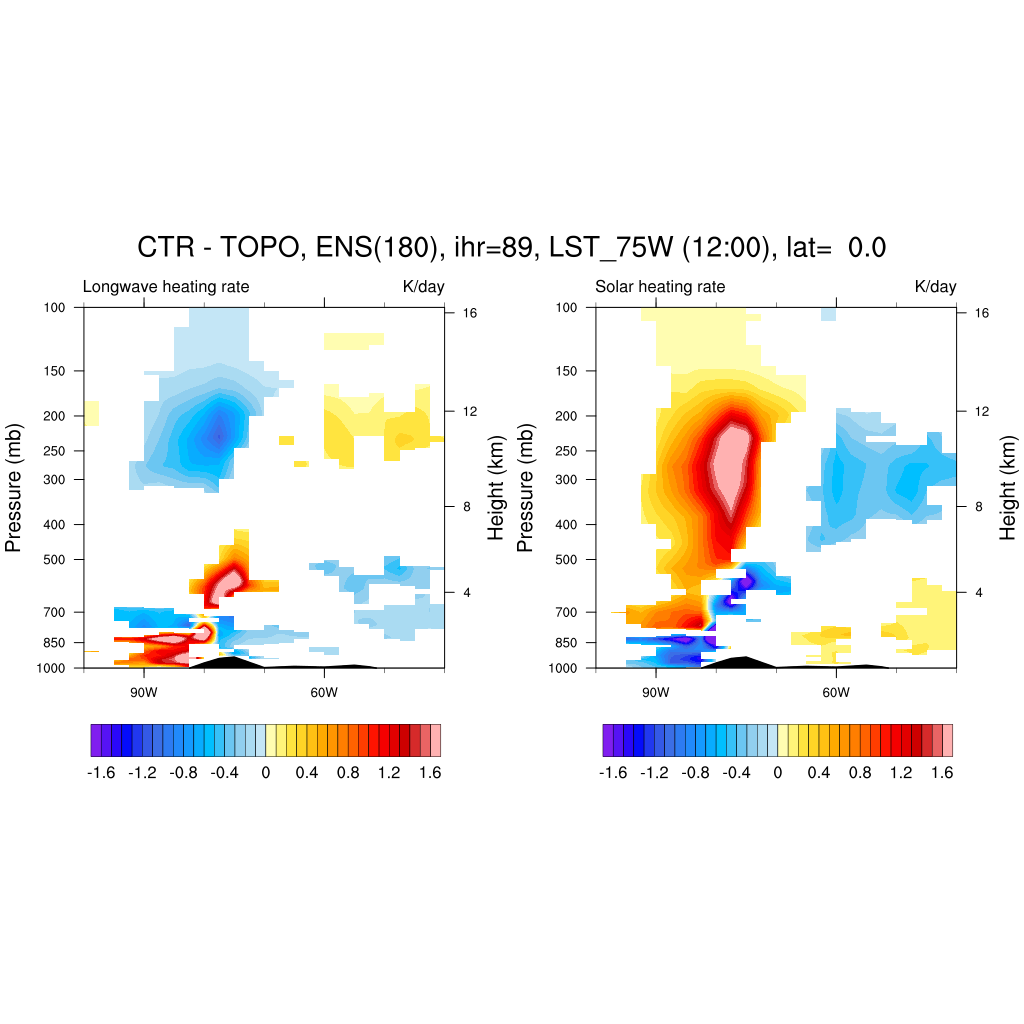 CTR - TOPO, ENS(180), ihr=89, LST_75W (12:00), lat=  0.0
Longwave heating rate K/day
100
150
200
250
300
400
500
700
850
1000
Pressure (mb)
16
12
8
4
Height (km)
90W 60W
-1.6 -1.2 -0.8 -0.4 0 0.4 0.8 1.2 1.6
Solar heating rate K/day
100
150
200
250
300
400
500
700
850
1000
Pressure (mb)
16
12
8
4
Height (km)
90W 60W
-1.6 -1.2 -0.8 -0.4 0 0.4 0.8 1.2 1.6